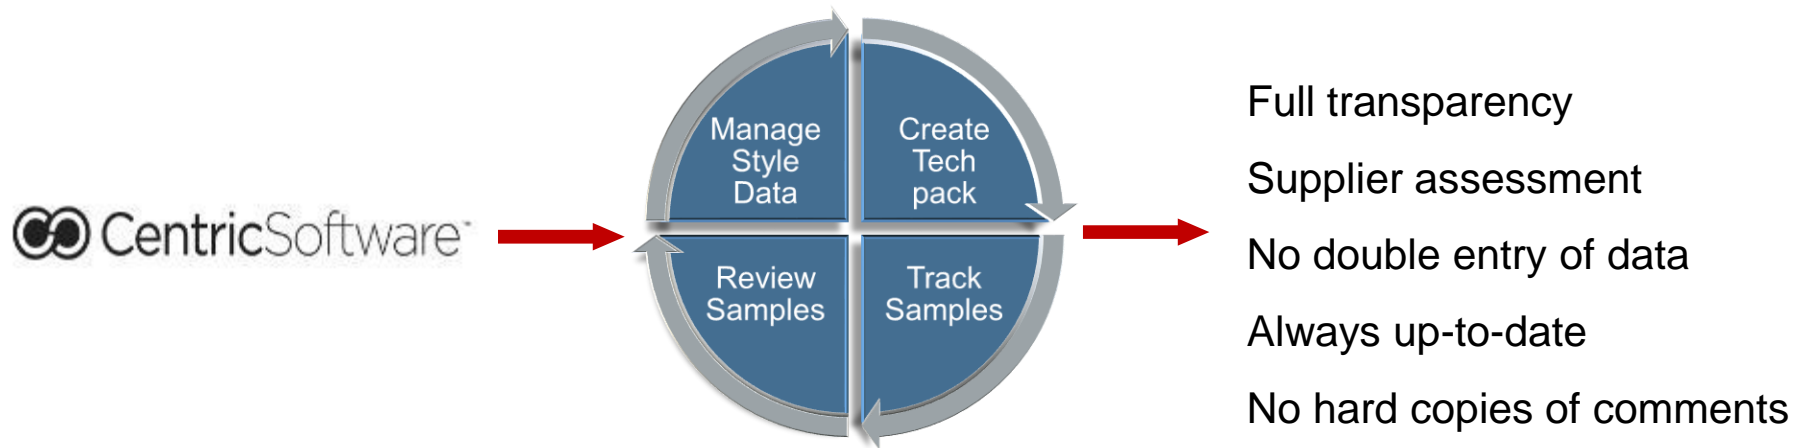 CentricSoftware™
Manage
Style
Data
Create
Tech
pack
Review
Samples
Track
Samples
Full transparency
Supplier assessment
No double entry of data
Always up-to-date
No hard copies of comments